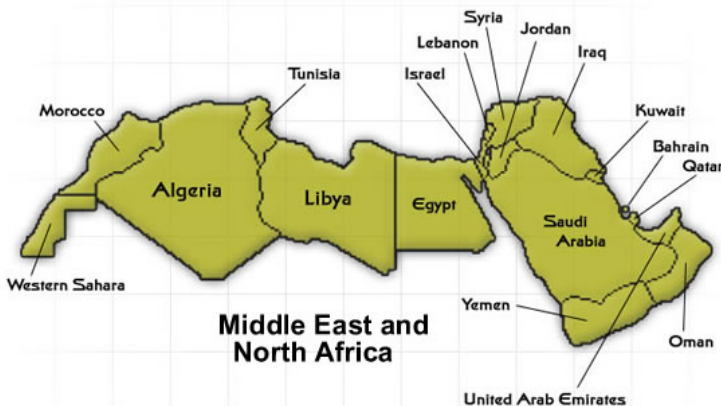 Syria
Jordan
Lebanon
Iraq
Israel
Tunisia
Morocco
Kuwait
Bahrain
Qatar
Algeria
Libya
Egypt
Saudi
Arabia
Western Sahara
Yemen
Middle East and
North Africa
Oman
United Arab Emirates